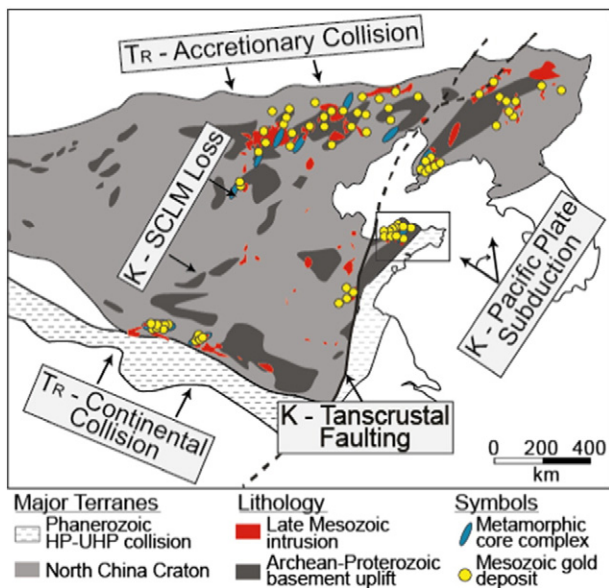 TR - Accretionary Collision
K - SCLM Loss
K - Pacific Plate
Subduction
TR - Continental
Collision
K - Tanscrustal
Faulting
0 200 400
km
Major Terranes
Phanerozoic
HP-UHP collision
North China Craton
Lithology
Late Mesozoic
intrusion
Archean-Proterozoic
basement uplift
Symbols
Metamorphic
core complex
Mesozoic gold
deposit